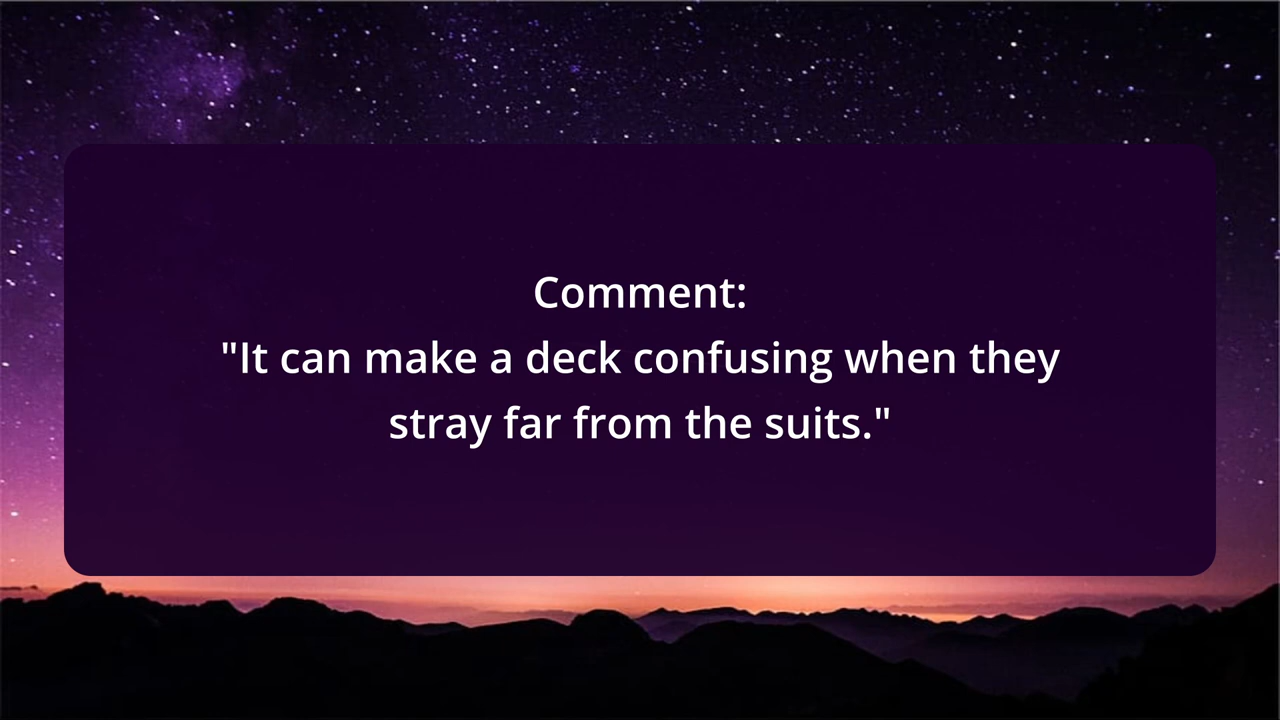 Comment:
"It can make a deck confusing when they
stray far from the suits."